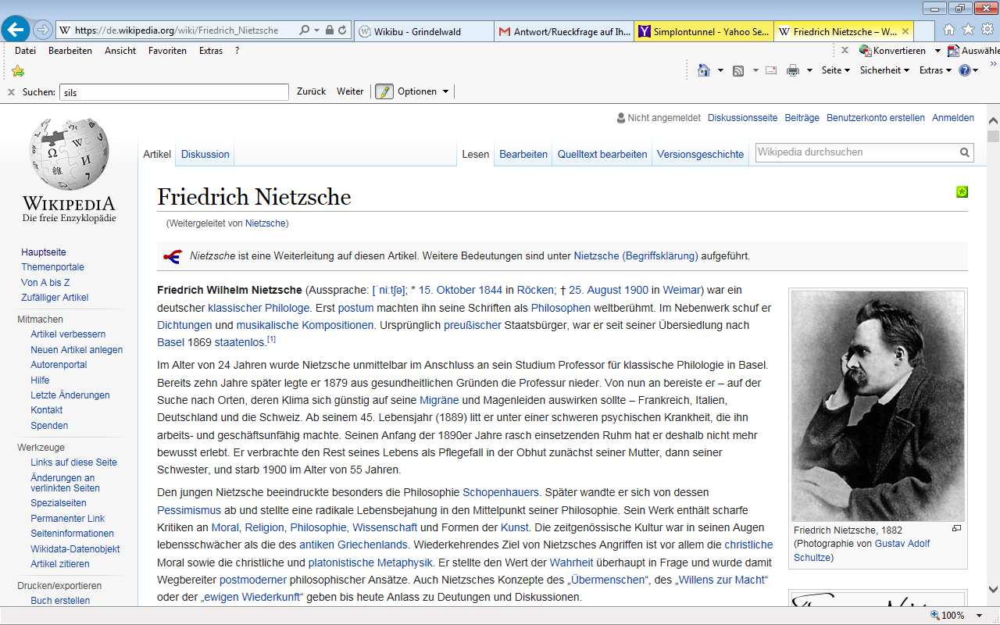 https://de.wikipedia.org/wiki/Friedrich_Nietzsche
Wikibu - Grindelwald
Antwort/Rueckfrage auf Ih...
Simplontunnel - Yahoo Se...
Friedrich Nietzsche – W...
Datei Bearbeiten Ansicht Favoriten Extras ?
Konvertieren Auswähle
Seite Sicherheit Extras
Suchen: sils Zurück Weiter Optionen
Nicht angemeldet Diskussionsseite Beiträge Benutzerkonto erstellen Anmelden
Artikel Diskussion Lesen Bearbeiten Quelltext bearbeiten Versionsgeschichte Wikipedia durchsuchen
WIKIPEDIA
Die freie Enzyklopädie
Hauptseite
Themenportale
Von A bis Z
Zufälliger Artikel
Mitmachen
Artikel verbessern
Neuen Artikel anlegen
Autorenportal
Hilfe
Letzte Änderungen
Kontakt
Spenden
Werkzeuge
Links auf diese Seite
Änderungen an
verlinkten Seiten
Spezialseiten
Permanenter Link
Seiteninformationen
Wikidata-Datenobjekt
Artikel zitieren
Drucken/exportieren
Buch erstellen
Friedrich Nietzsche
(Weitergeleitet von Nietzsche)
Nietzsche ist eine Weiterleitung auf diesen Artikel. Weitere Bedeutungen sind unter Nietzsche (Begriffsklärung) aufgeführt.
Friedrich Wilhelm Nietzsche (Aussprache: [ˈniːtʃə]; * 15. Oktober 1844 in Röcken; † 25. August 1900 in Weimar) war ein
deutscher klassischer Philologe. Erst postum machten ihn seine Schriften als Philosophen weltberühmt. Im Nebenwerk schuf er
Dichtungen und musikalische Kompositionen. Ursprünglich preußischer Staatsbürger, war er seit seiner Übersiedlung nach
Basel 1869 staatenlos.[1]
Im Alter von 24 Jahren wurde Nietzsche unmittelbar im Anschluss an sein Studium Professor für klassische Philologie in Basel.
Bereits zehn Jahre später legte er 1879 aus gesundheitlichen Gründen die Professur nieder. Von nun an bereiste er – auf der
Suche nach Orten, deren Klima sich günstig auf seine Migräne und Magenleiden auswirken sollte – Frankreich, Italien,
Deutschland und die Schweiz. Ab seinem 45. Lebensjahr (1889) litt er unter einer schweren psychischen Krankheit, die ihn
arbeits- und geschäftsunfähig machte. Seinen Anfang der 1890er Jahre rasch einsetzenden Ruhm hat er deshalb nicht mehr
bewusst erlebt. Er verbrachte den Rest seines Lebens als Pflegefall in der Obhut zunächst seiner Mutter, dann seiner
Schwester, und starb 1900 im Alter von 55 Jahren.
Den jungen Nietzsche beeindruckte besonders die Philosophie Schopenhauers. Später wandte er sich von dessen
Pessimismus ab und stellte eine radikale Lebensbejahung in den Mittelpunkt seiner Philosophie. Sein Werk enthält scharfe
Kritiken an Moral, Religion, Philosophie, Wissenschaft und Formen der Kunst. Die zeitgenössische Kultur war in seinen Augen
lebensschwächer als die des antiken Griechenlands. Wiederkehrendes Ziel von Nietzsches Angriffen ist vor allem die christliche
Moral sowie die christliche und platonistische Metaphysik. Er stellte den Wert der Wahrheit überhaupt in Frage und wurde damit
Wegbereiter postmoderner philosophischer Ansätze. Auch Nietzsches Konzepte des „Übermenschen“, des „Willens zur Macht“
oder der „ewigen Wiederkunft“ geben bis heute Anlass zu Deutungen und Diskussionen.
Friedrich Nietzsche, 1882
(Photographie von Gustav Adolf
Schultze)
100%